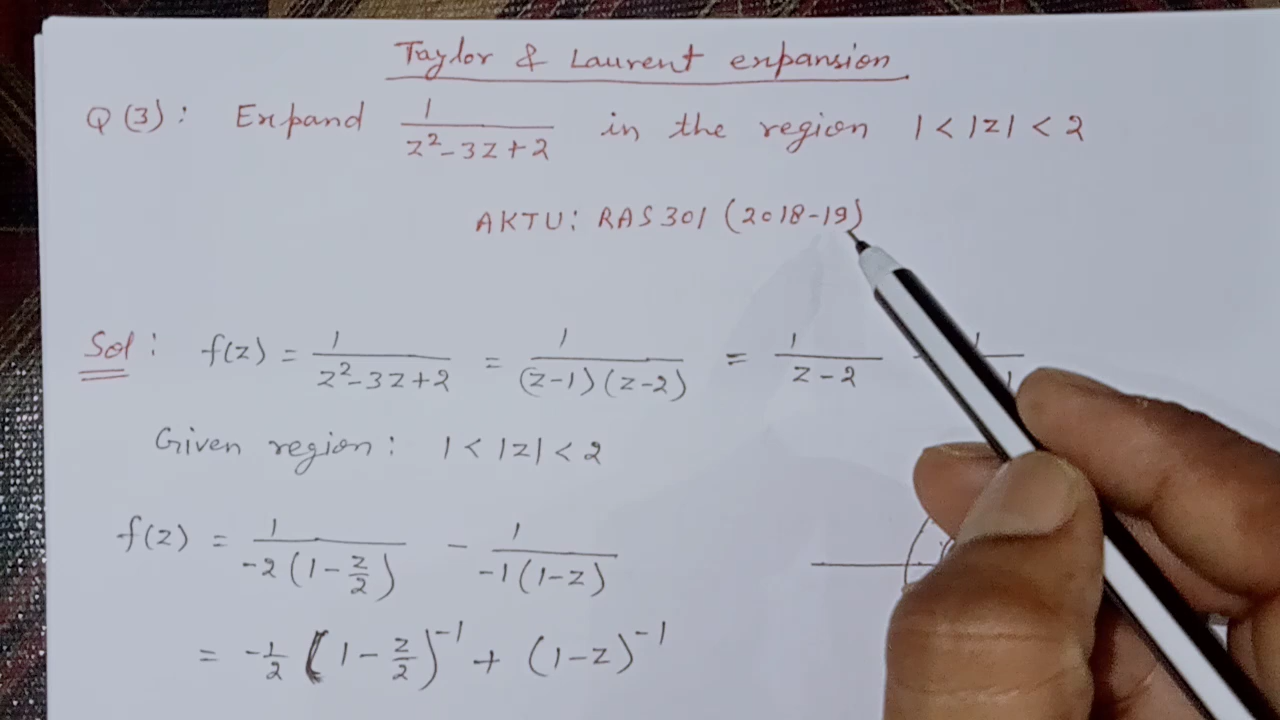 Taylor & Laurent expansion
Q(3): Expand 1/(z²-3z+2) in the region 1<|z|<2
AKTU: RAS301 (2018-19)
Sol: f(z) = 1/(z²-3z+2) = 1/((z-1)(z-2)) = 1/(z-2)
Given region: 1<|z|<2
f(z) = 1/(-2(1-z/2)) - 1/(-1(1-z))
= -1/2 (1-z/2)⁻¹ + (1-z)⁻¹